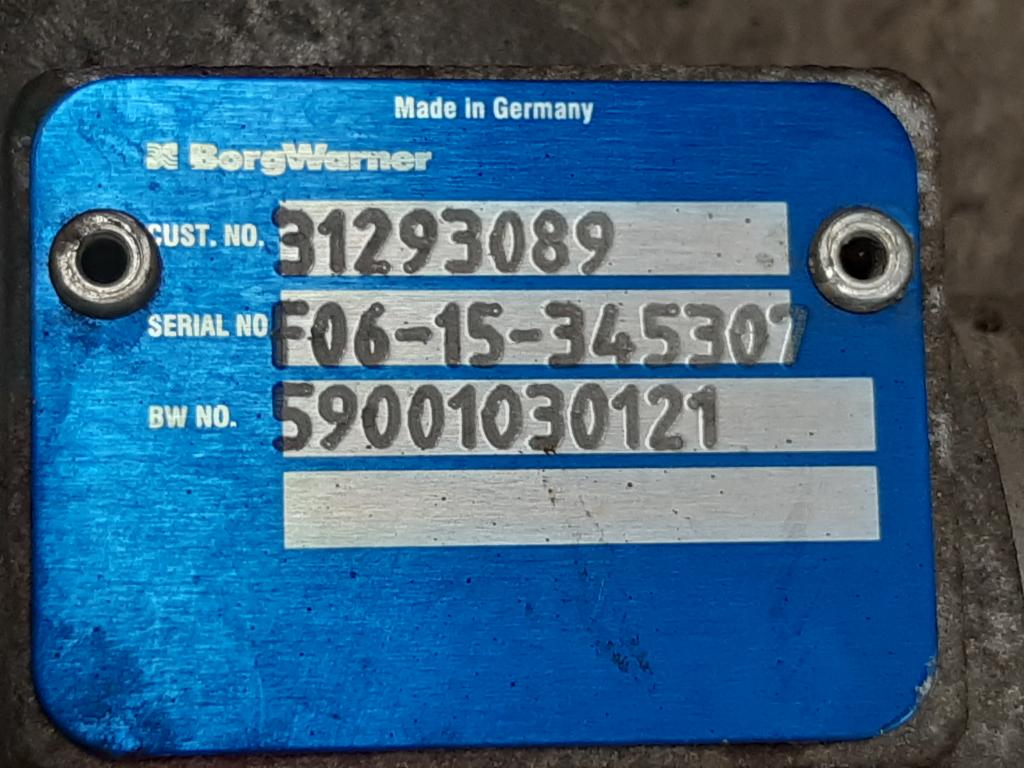 Made in Germany
BorgWarner
CUST. NO. 31293089
SERIAL NO F06-15-345307
BW NO. 59001030121